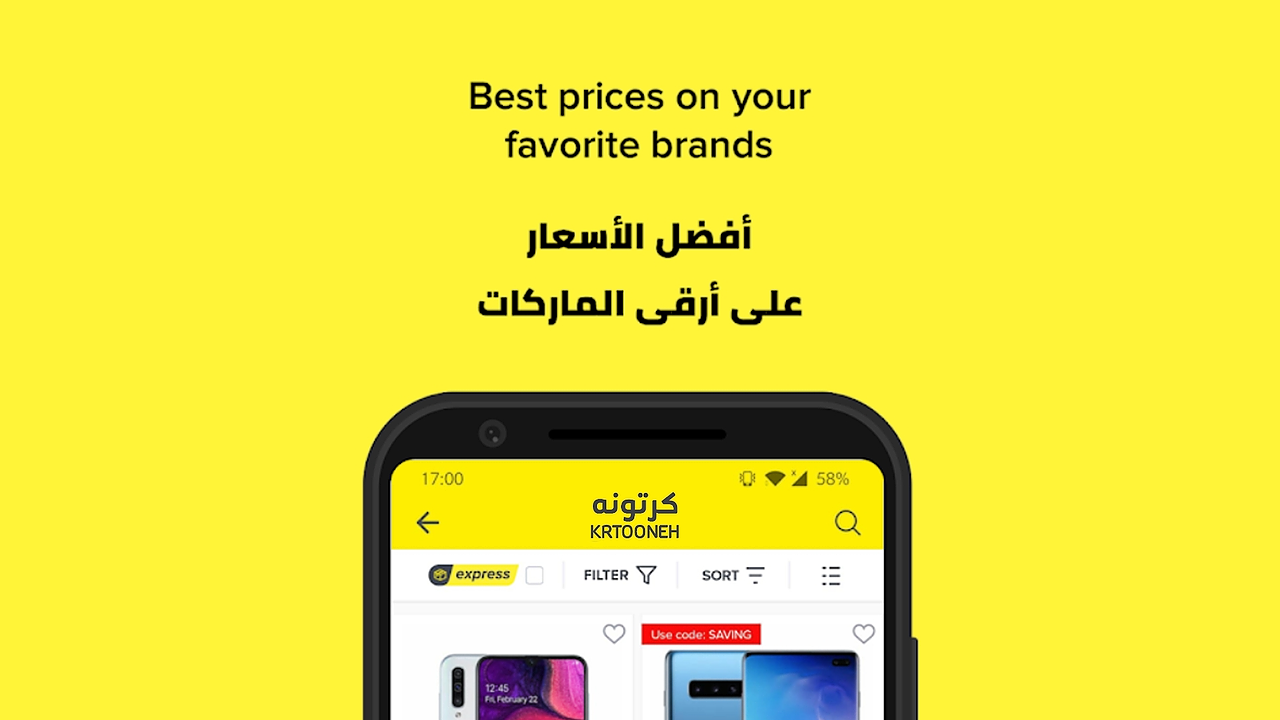 Best prices on your
favorite brands
أفضل الأسعار
على أرقى الماركات
17:00
58%
كرتونه
KRTOONEH
express
FILTER
SORT
Use code: SAVING
12:45
Fri, February 22